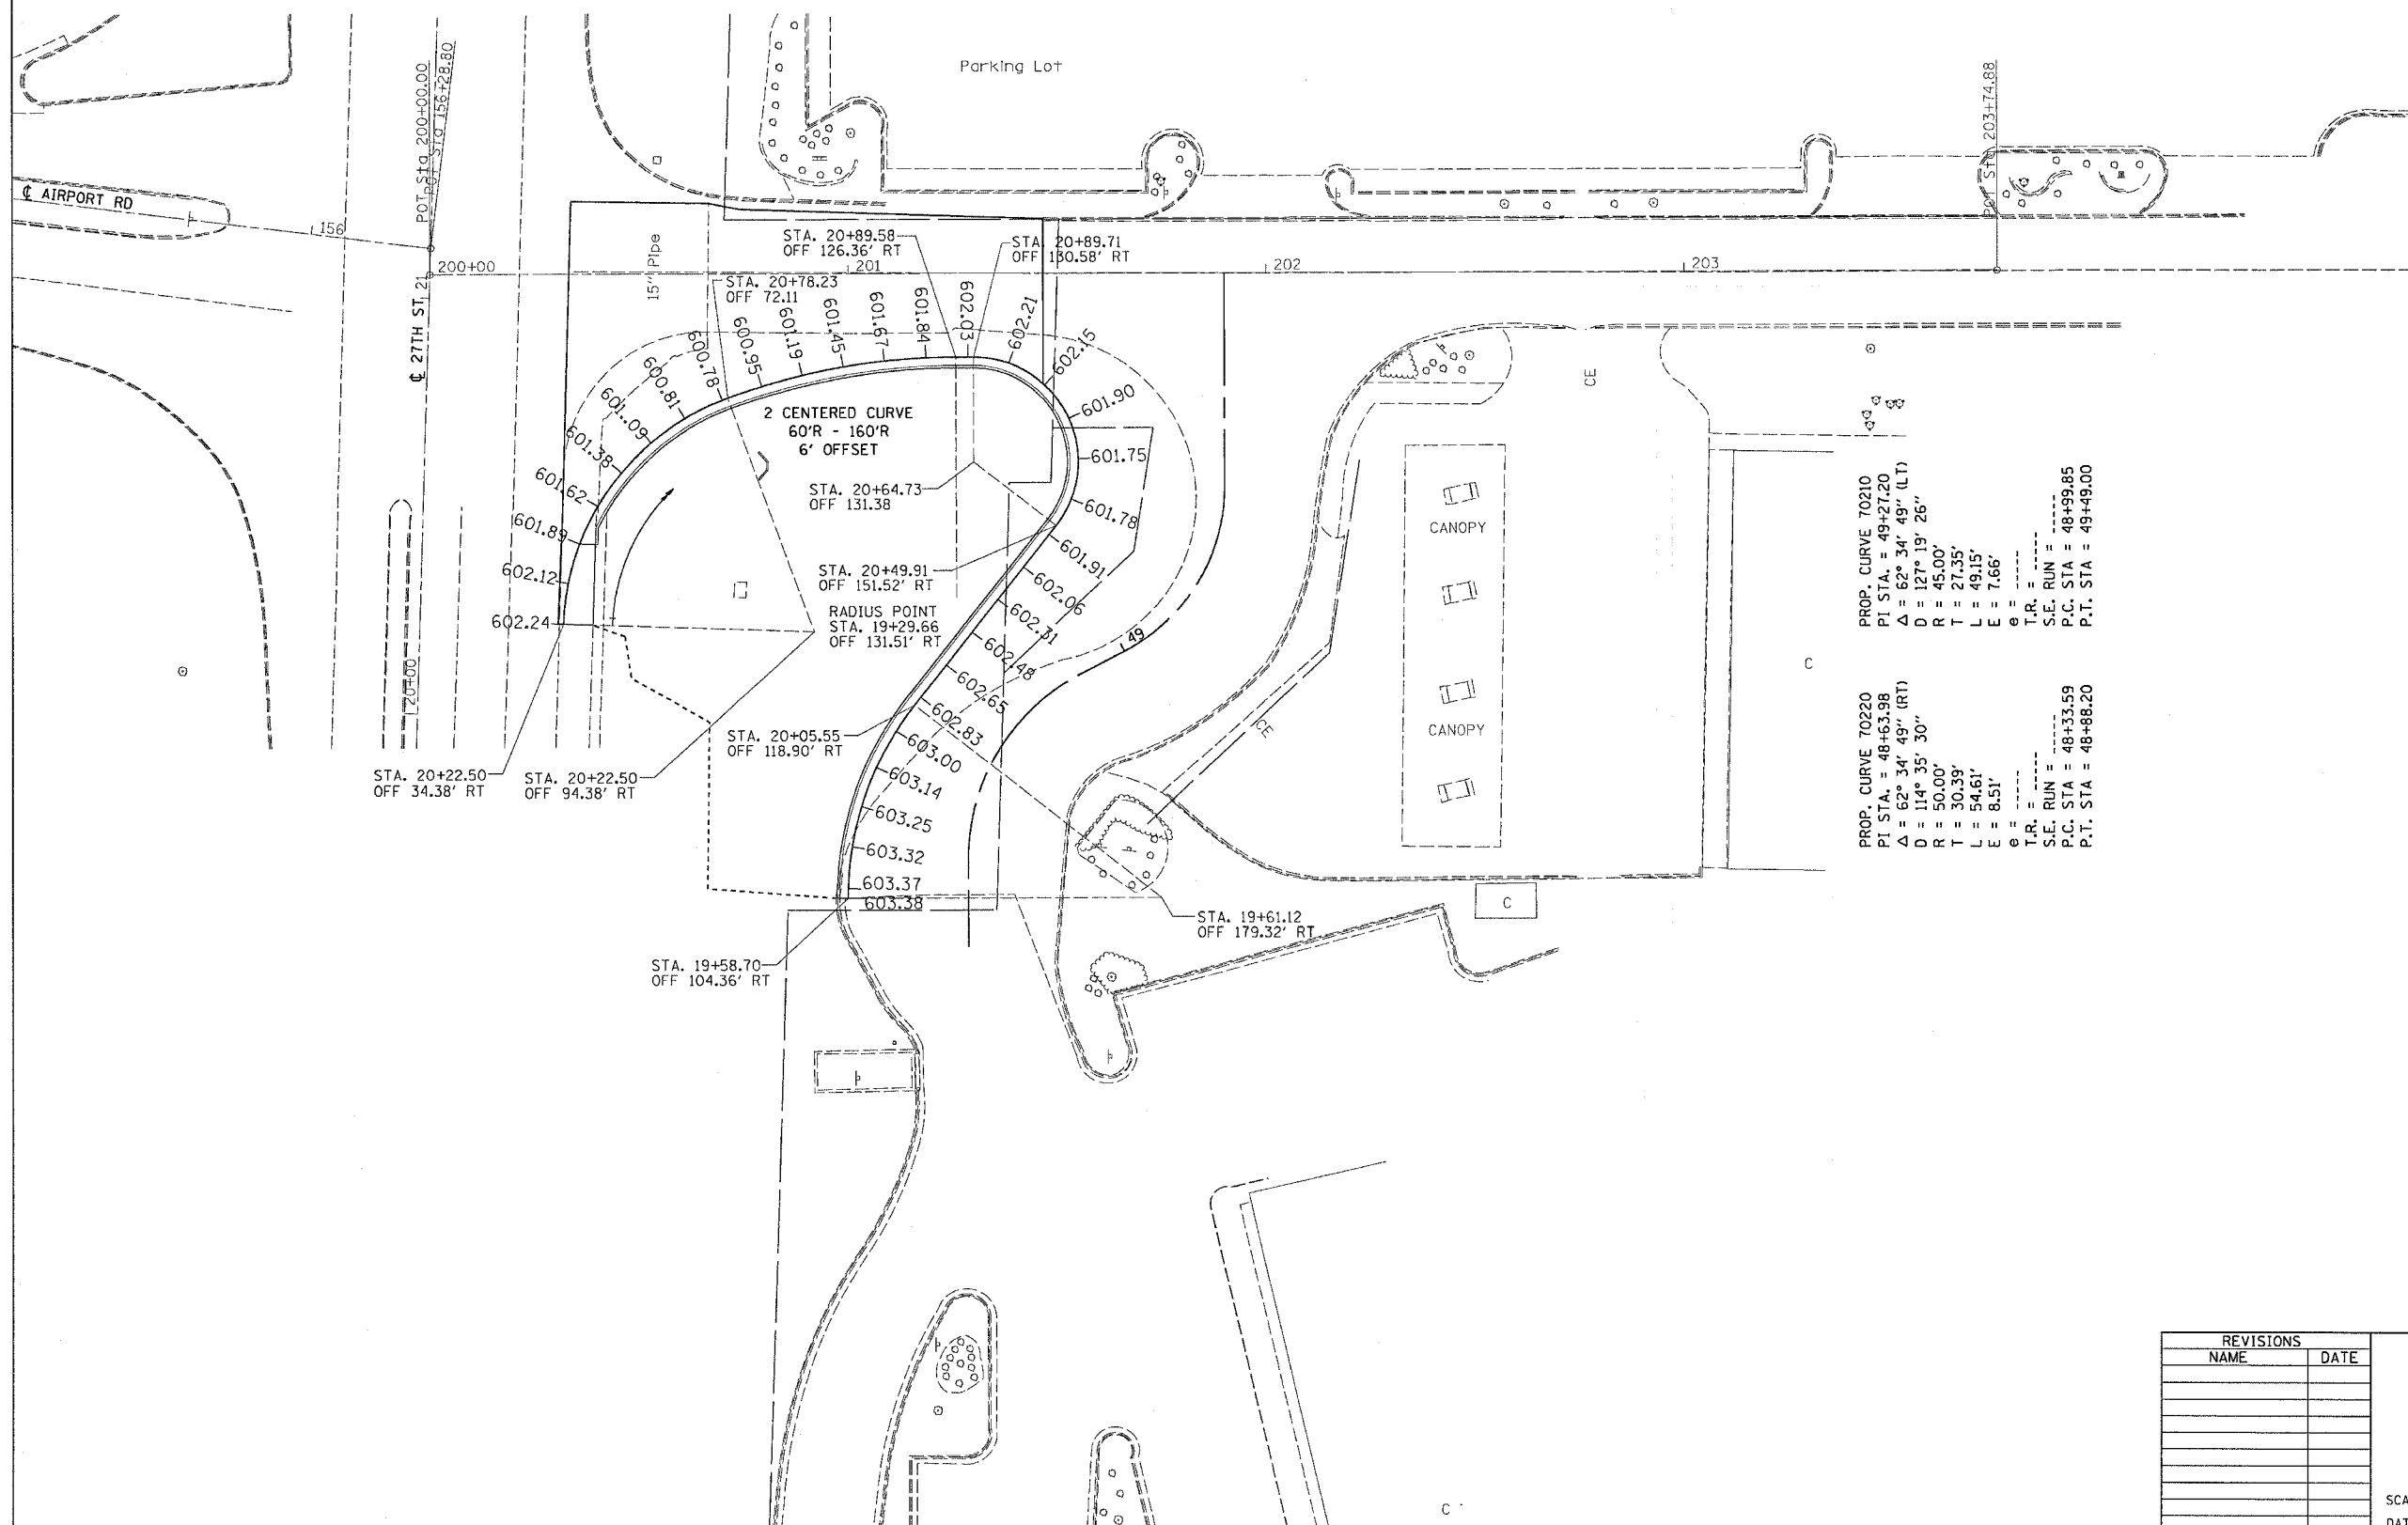 Parking Lot
POT Sta 200+00.00
POT Sta 156+28.80
POT Sta 203+74.88
℄ AIRPORT RD
156
200+00
201
202
203
21
℄ 27TH ST
15" Pipe
STA. 20+89.58
OFF 126.36' RT
STA. 20+89.71
OFF 130.58' RT
STA. 20+78.23
OFF 72.11
602.24
602.12
601.89
601.62
601.38
601.09
600.81
600.78
600.95
601.19
601.45
601.67
601.84
602.03
602.21
602.15
601.90
601.75
601.78
601.91
602.06
602.31
602.48
602.65
602.83
603.00
603.14
603.25
603.32
603.37
603.38
2 CENTERED CURVE
60'R - 160'R
6' OFFSET
STA. 20+64.73
OFF 131.38
STA. 20+49.91
OFF 151.52' RT
RADIUS POINT
STA. 19+29.66
OFF 131.51' RT
49
20+00
STA. 20+05.55
OFF 118.90' RT
STA. 20+22.50
OFF 34.38' RT
STA. 20+22.50
OFF 94.38' RT
STA. 19+61.12
OFF 179.32' RT
STA. 19+58.70
OFF 104.36' RT
CE
CANOPY
CANOPY
CE
C
C
C
PROP. CURVE 70210
PI STA. = 49+27.20
Δ = 62° 34' 49" (LT)
D = 127° 19' 26"
R = 45.00'
T = 27.35'
L = 49.15'
E = 7.66'
e = -----
T.R. = -----
S.E. RUN = -----
P.C. STA = 48+99.85
P.T. STA = 49+49.00
PROP. CURVE 70220
PI STA. = 48+63.98
Δ = 62° 34' 49" (RT)
D = 114° 35' 30"
R = 50.00'
T = 30.39'
L = 54.61'
E = 8.51'
e = -----
T.R. = -----
S.E. RUN = -----
P.C. STA = 48+33.59
P.T. STA = 48+88.20
REVISIONS
NAME DATE
SCA
DAT